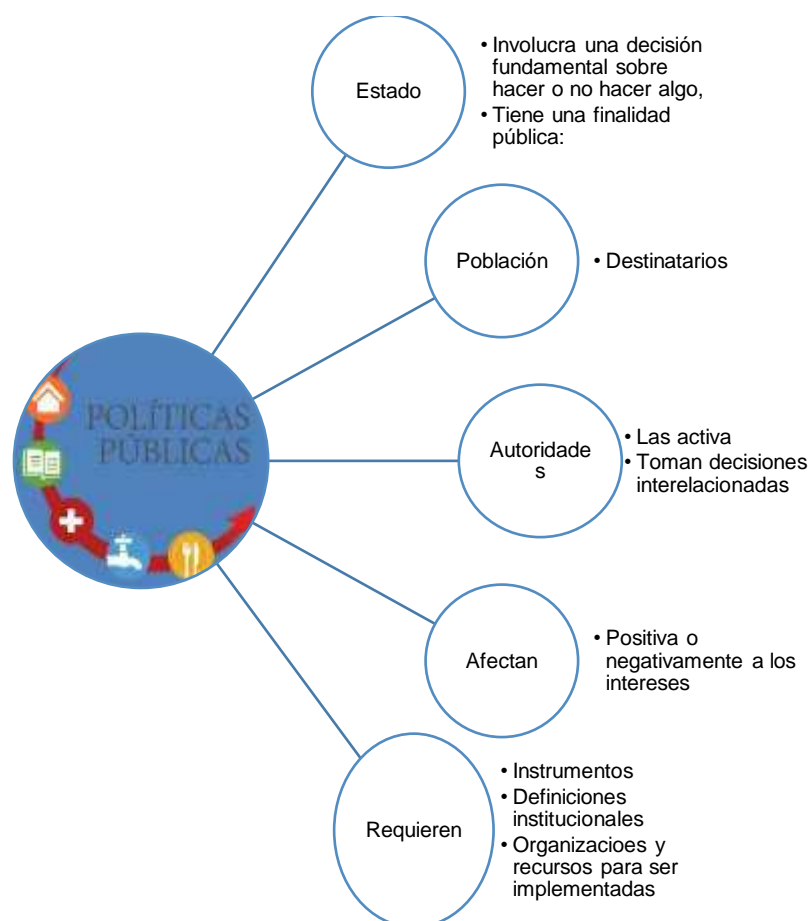 Estado
• Involucra una decisión
fundamental sobre
hacer o no hacer algo,
• Tiene una finalidad
pública:
Población
• Destinatarios
POLÍTICAS
PÚBLICAS
Autoridade
s
• Las activa
• Toman decisiones
interelacionadas
Afectan
• Positiva o
negativamente a los
intereses
Requieren
• Instrumentos
• Definiciones
institucionales
• Organizacioes y
recursos para ser
implementadas